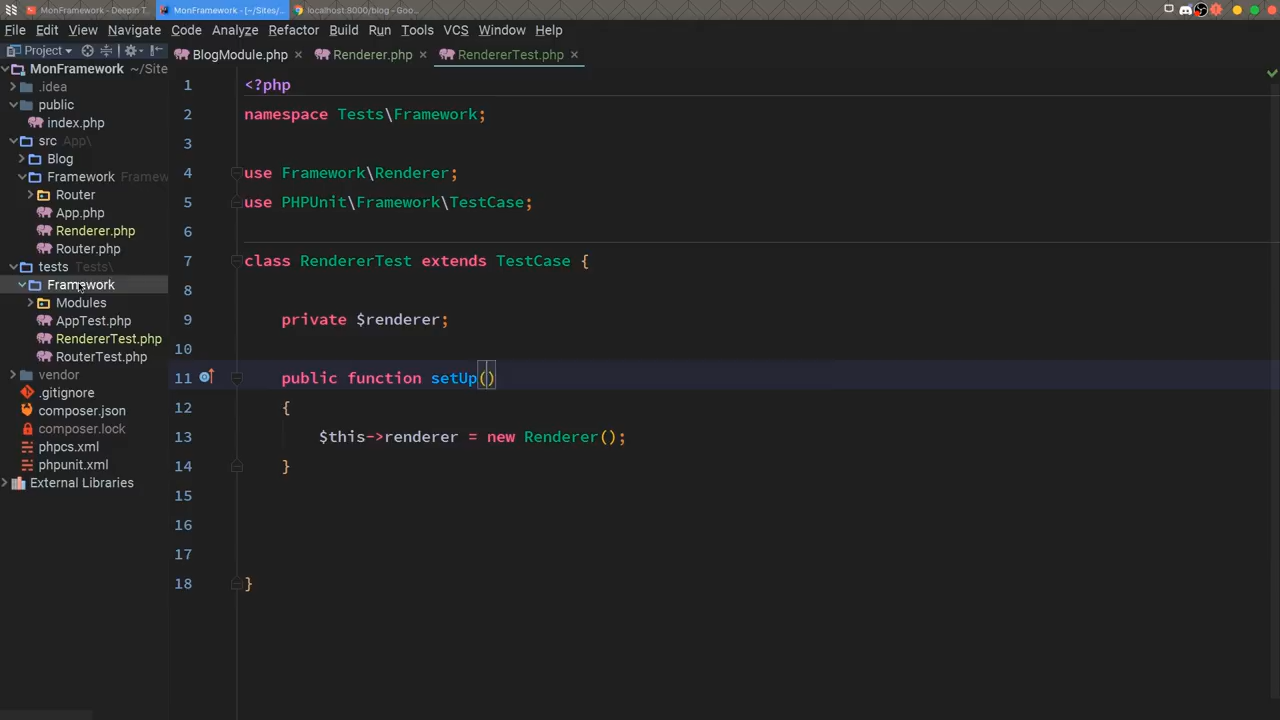 MonFramework - Deepin T...
MonFramework - [~/Sites/...
localhost:8000/blog - Goo...
File Edit View Navigate Code Analyze Refactor Build Run Tools VCS Window Help
Project
BlogModule.php
Renderer.php
RendererTest.php
MonFramework ~/Site
.idea
public
index.php
src App\
Blog
Framework Framew
Router
App.php
Renderer.php
Router.php
tests Tests\
Framework
Modules
AppTest.php
RendererTest.php
RouterTest.php
vendor
.gitignore
composer.json
composer.lock
phpcs.xml
phpunit.xml
External Libraries
1 <?php
2 namespace Tests\Framework;
3
4 use Framework\Renderer;
5 use PHPUnit\Framework\TestCase;
6
7 class RendererTest extends TestCase {
8
9 private $renderer;
10
11 public function setUp()
12 {
13 $this->renderer = new Renderer();
14 }
15
16
17
18 }